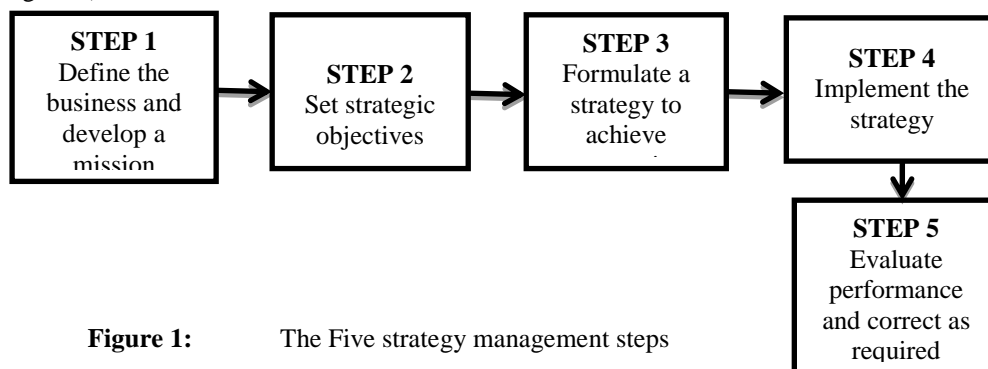 STEP 1
Define the
business and
develop a
mission
STEP 2
Set strategic
objectives
STEP 3
Formulate a
strategy to
achieve
STEP 4
Implement the
strategy
STEP 5
Evaluate
performance
and correct as
required
Figure 1: The Five strategy management steps